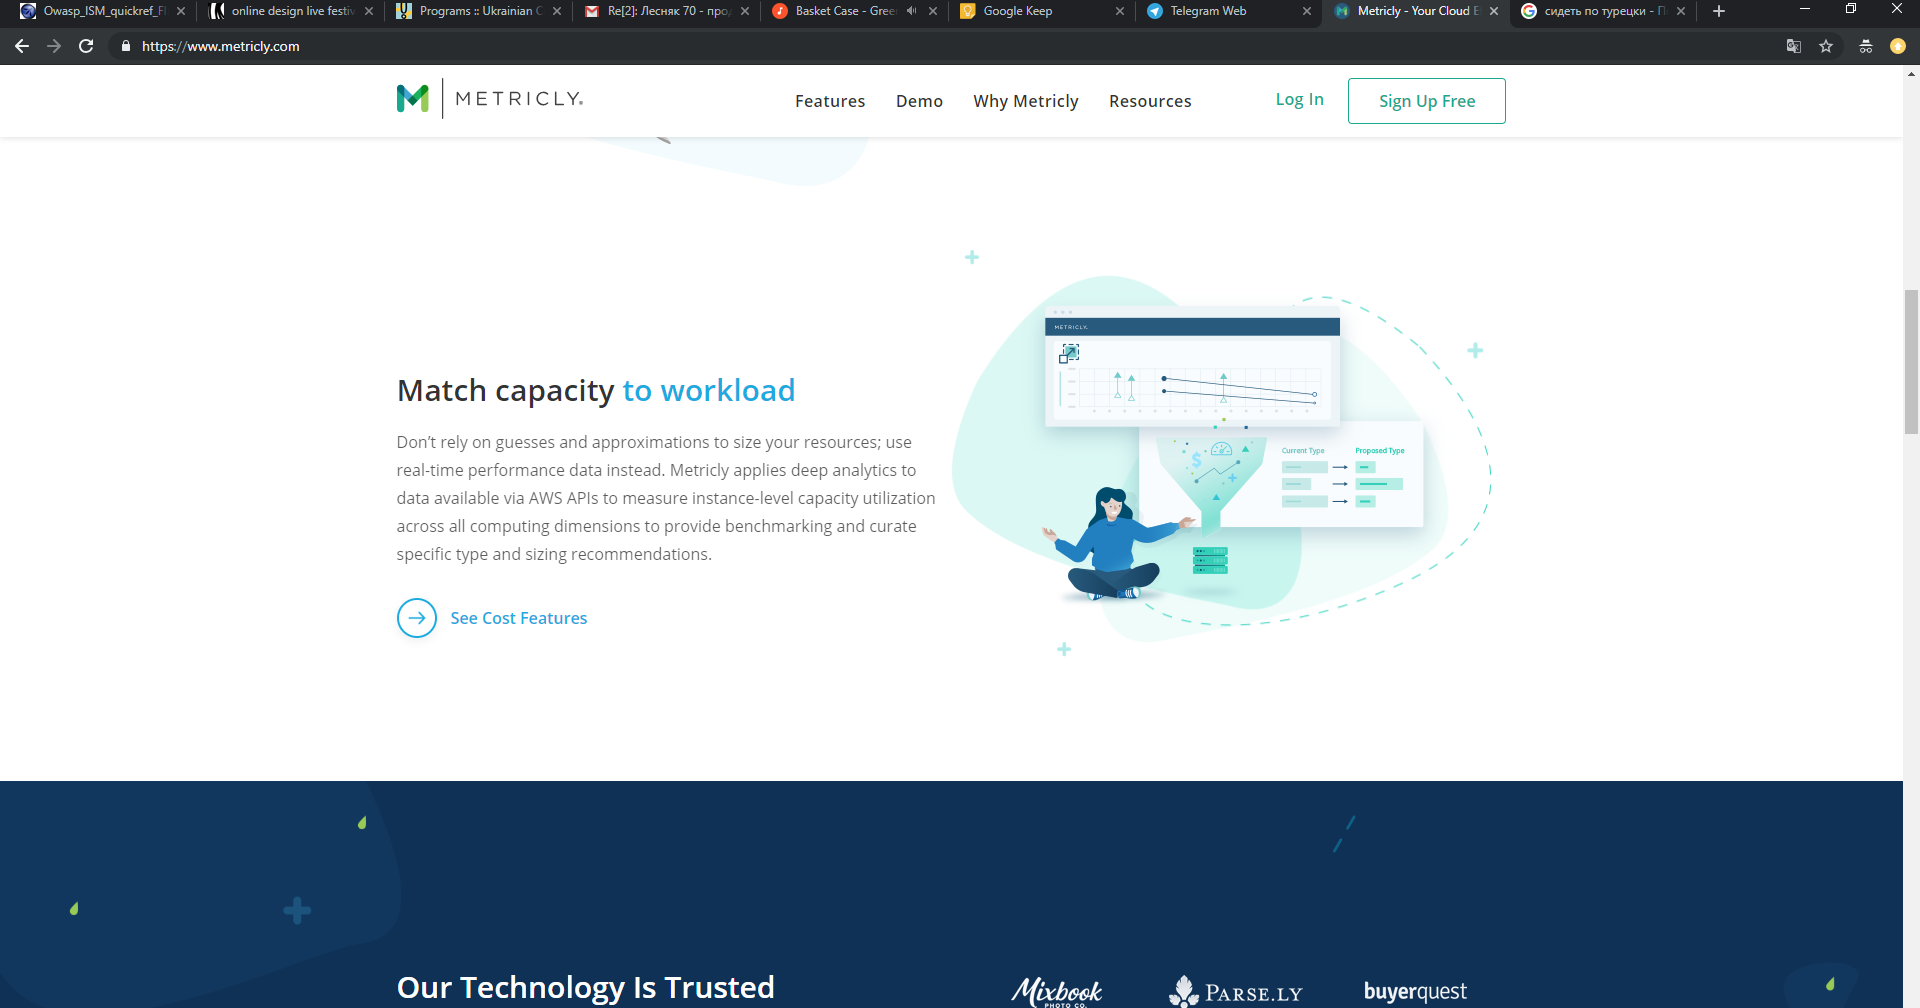 Owasp_ISM_quickref_F
online design live festiv
Programs :: Ukrainian C
Re[2]: Лесняк 70 - про
Basket Case - Gree
Google Keep
Telegram Web
Metricly - Your Cloud E
сидеть по турецки - П
https://www.metricly.com
METRICLY
Features
Demo
Why Metricly
Resources
Log In
Sign Up Free
METRICLY
Match capacity to workload
Current Type
Proposed Type
Don’t rely on guesses and approximations to size your resources; use
real-time performance data instead. Metricly applies deep analytics to
data available via AWS APIs to measure instance-level capacity utilization
across all computing dimensions to provide benchmarking and curate
specific type and sizing recommendations.
See Cost Features
Our Technology Is Trusted
Mixbook
PHOTO CO.
PARSE.LY
buyerquest